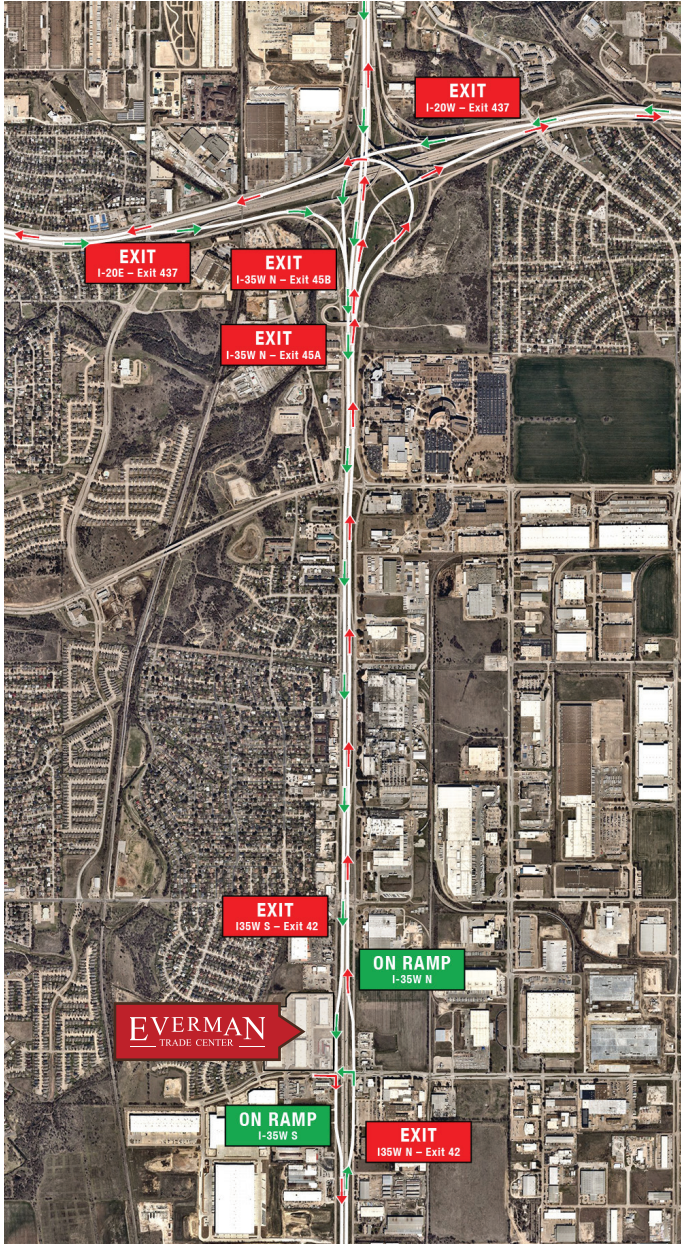 EXIT
I-20W – Exit 437
EXIT
I-20E – Exit 437
EXIT
I-35W N – Exit 45B
EXIT
I-35W N – Exit 45A
EXIT
I35W S – Exit 42
ON RAMP
I-35W N
EVERMAN
TRADE CENTER
ON RAMP
I-35W S
EXIT
I35W N – Exit 42